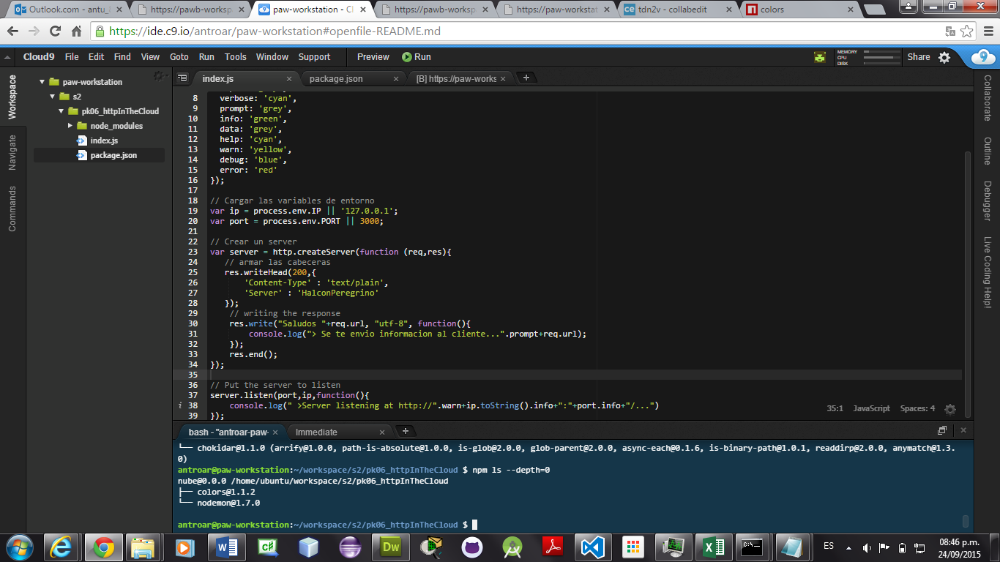 Outlook.com - antu_
https://pawb-worksp
paw-workstation - Cl
https://pawb-worksp
https://paw-workstat
tdn2v - collabedit
colors
https://ide.c9.io/antroar/paw-workstation#openfile-README.md
Cloud9 File Edit Find View Goto Run Tools Window Support Preview Run
MEMORY
CPU
DISK
Share
Workspace
Navigate
Commands
paw-workstation
s2
pk06_httpInTheCloud
node_modules
index.js
package.json
index.js
package.json
[B] https://paw-works
8 verbose: 'cyan',
9 prompt: 'grey',
10 info: 'green',
11 data: 'grey',
12 help: 'cyan',
13 warn: 'yellow',
14 debug: 'blue',
15 error: 'red'
16 });
17
18 // Cargar las variables de entorno
19 var ip = process.env.IP || '127.0.0.1';
20 var port = process.env.PORT || 3000;
21
22 // Crear un server
23 var server = http.createServer(function (req,res){
24 // armar las cabeceras
25 res.writeHead(200,{
26 'Content-Type' : 'text/plain',
27 'Server' : 'HalconPeregrino'
28 });
29 // writing the response
30 res.write("Saludos "+req.url, "utf-8", function(){
31 console.log("> Se te envio informacion al cliente...".prompt+req.url);
32 });
33 res.end();
34 });
35
36 // Put the server to listen
37 server.listen(port,ip,function(){
i 38 console.log(" >Server listening at http://".warn+ip.toString().info+":"+port.info+"/...")
39 });
35:1 JavaScript Spaces: 4
Collaborate
Outline
Debugger
Live Coding Help!
bash - "antroar-paw-
Immediate
└── chokidar@1.1.0 (arrify@1.0.0, path-is-absolute@1.0.0, is-glob@2.0.0, glob-parent@2.0.0, async-each@0.1.6, is-binary-path@1.0.1, readdirp@2.0.0, anymatch@1.3.
0)
antroar@paw-workstation:~/workspace/s2/pk06_httpInTheCloud $ npm ls --depth=0
nube@0.0.0 /home/ubuntu/workspace/s2/pk06_httpInTheCloud
├── colors@1.1.2
└── nodemon@1.7.0
antroar@paw-workstation:~/workspace/s2/pk06_httpInTheCloud $
W
C#
Dw
ES
08:46 p.m.
24/09/2015